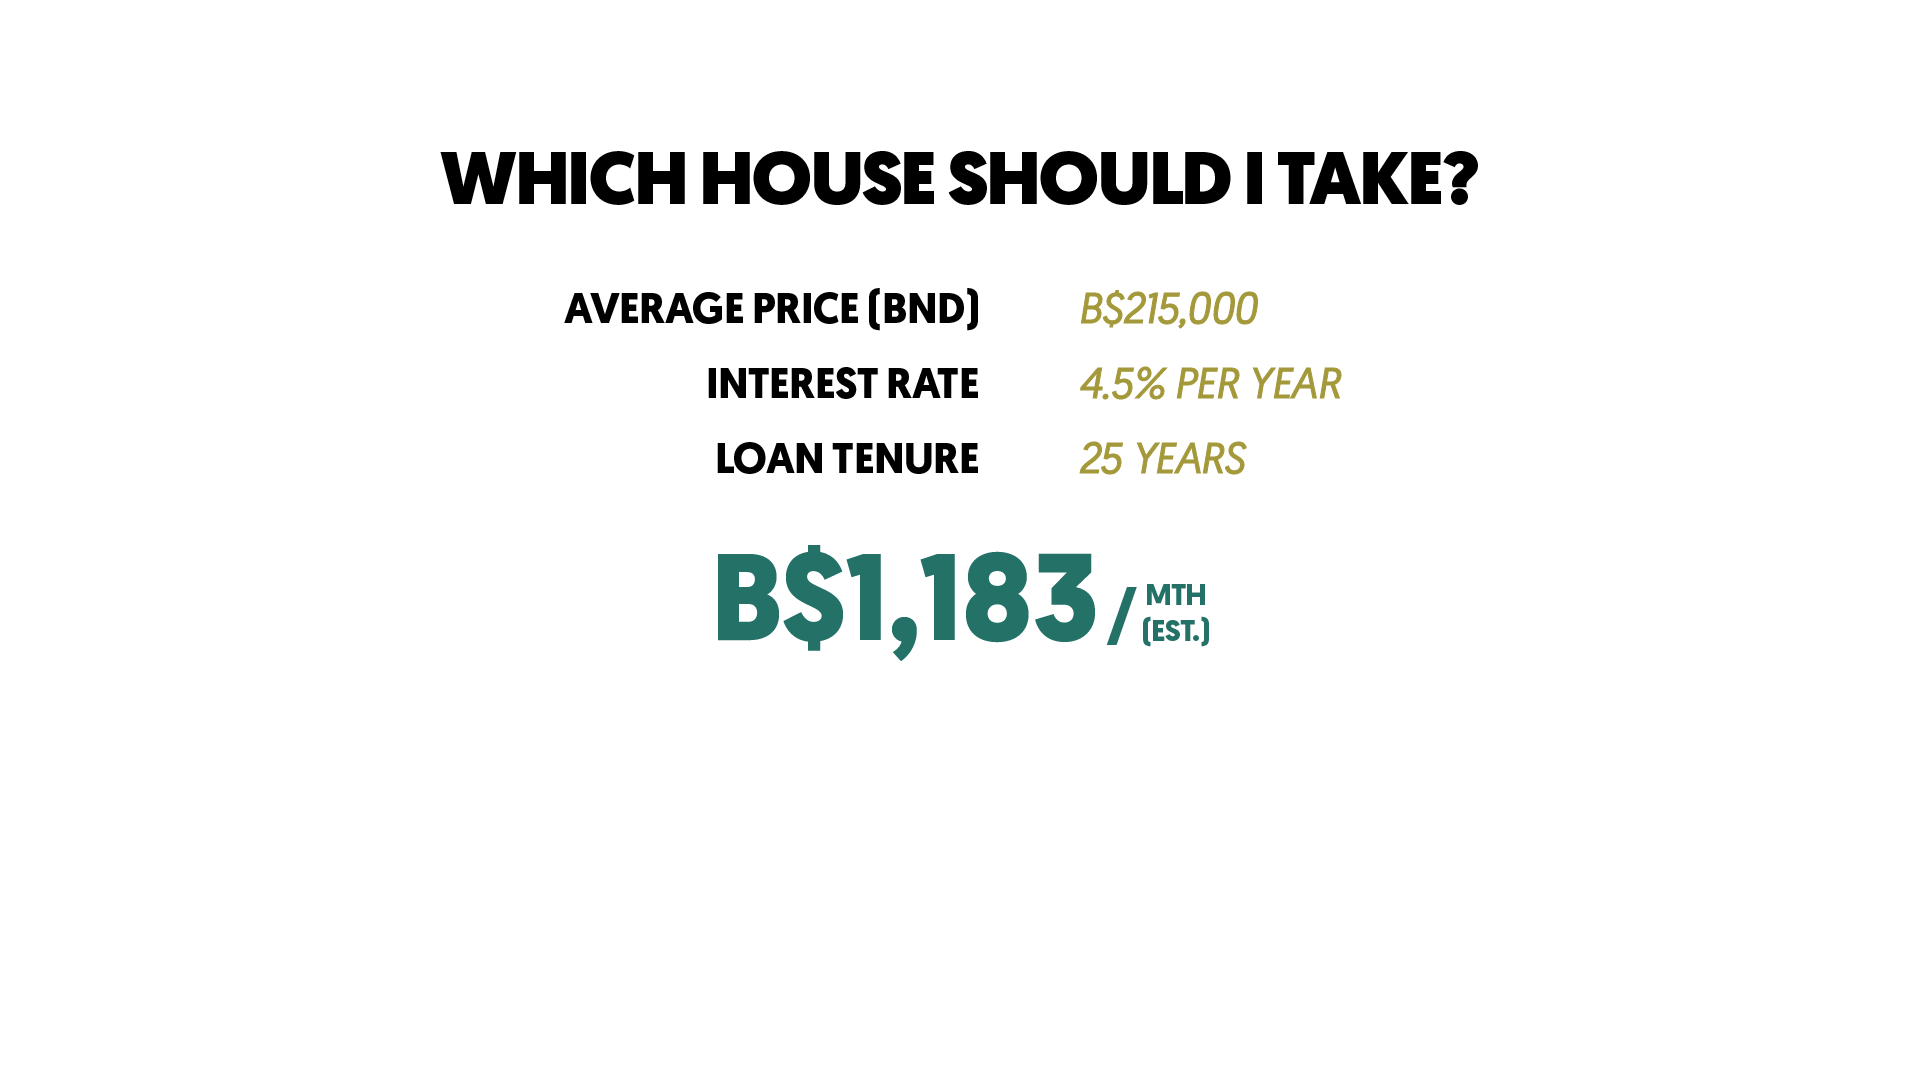 WHICH HOUSE SHOULD I TAKE?
AVERAGE PRICE (BND) B$215,000
INTEREST RATE 4.5% PER YEAR
LOAN TENURE 25 YEARS
B$1,183 / MTH (EST.)